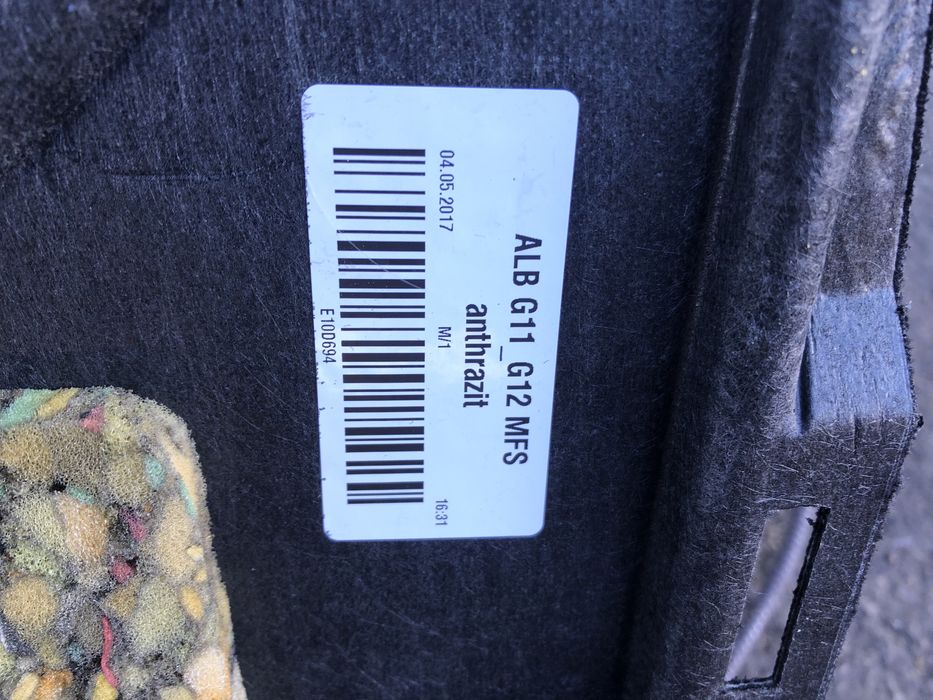 ALB G11_G12 MFS
anthrazit
04.05.2017 M/1 16:31
E10D694